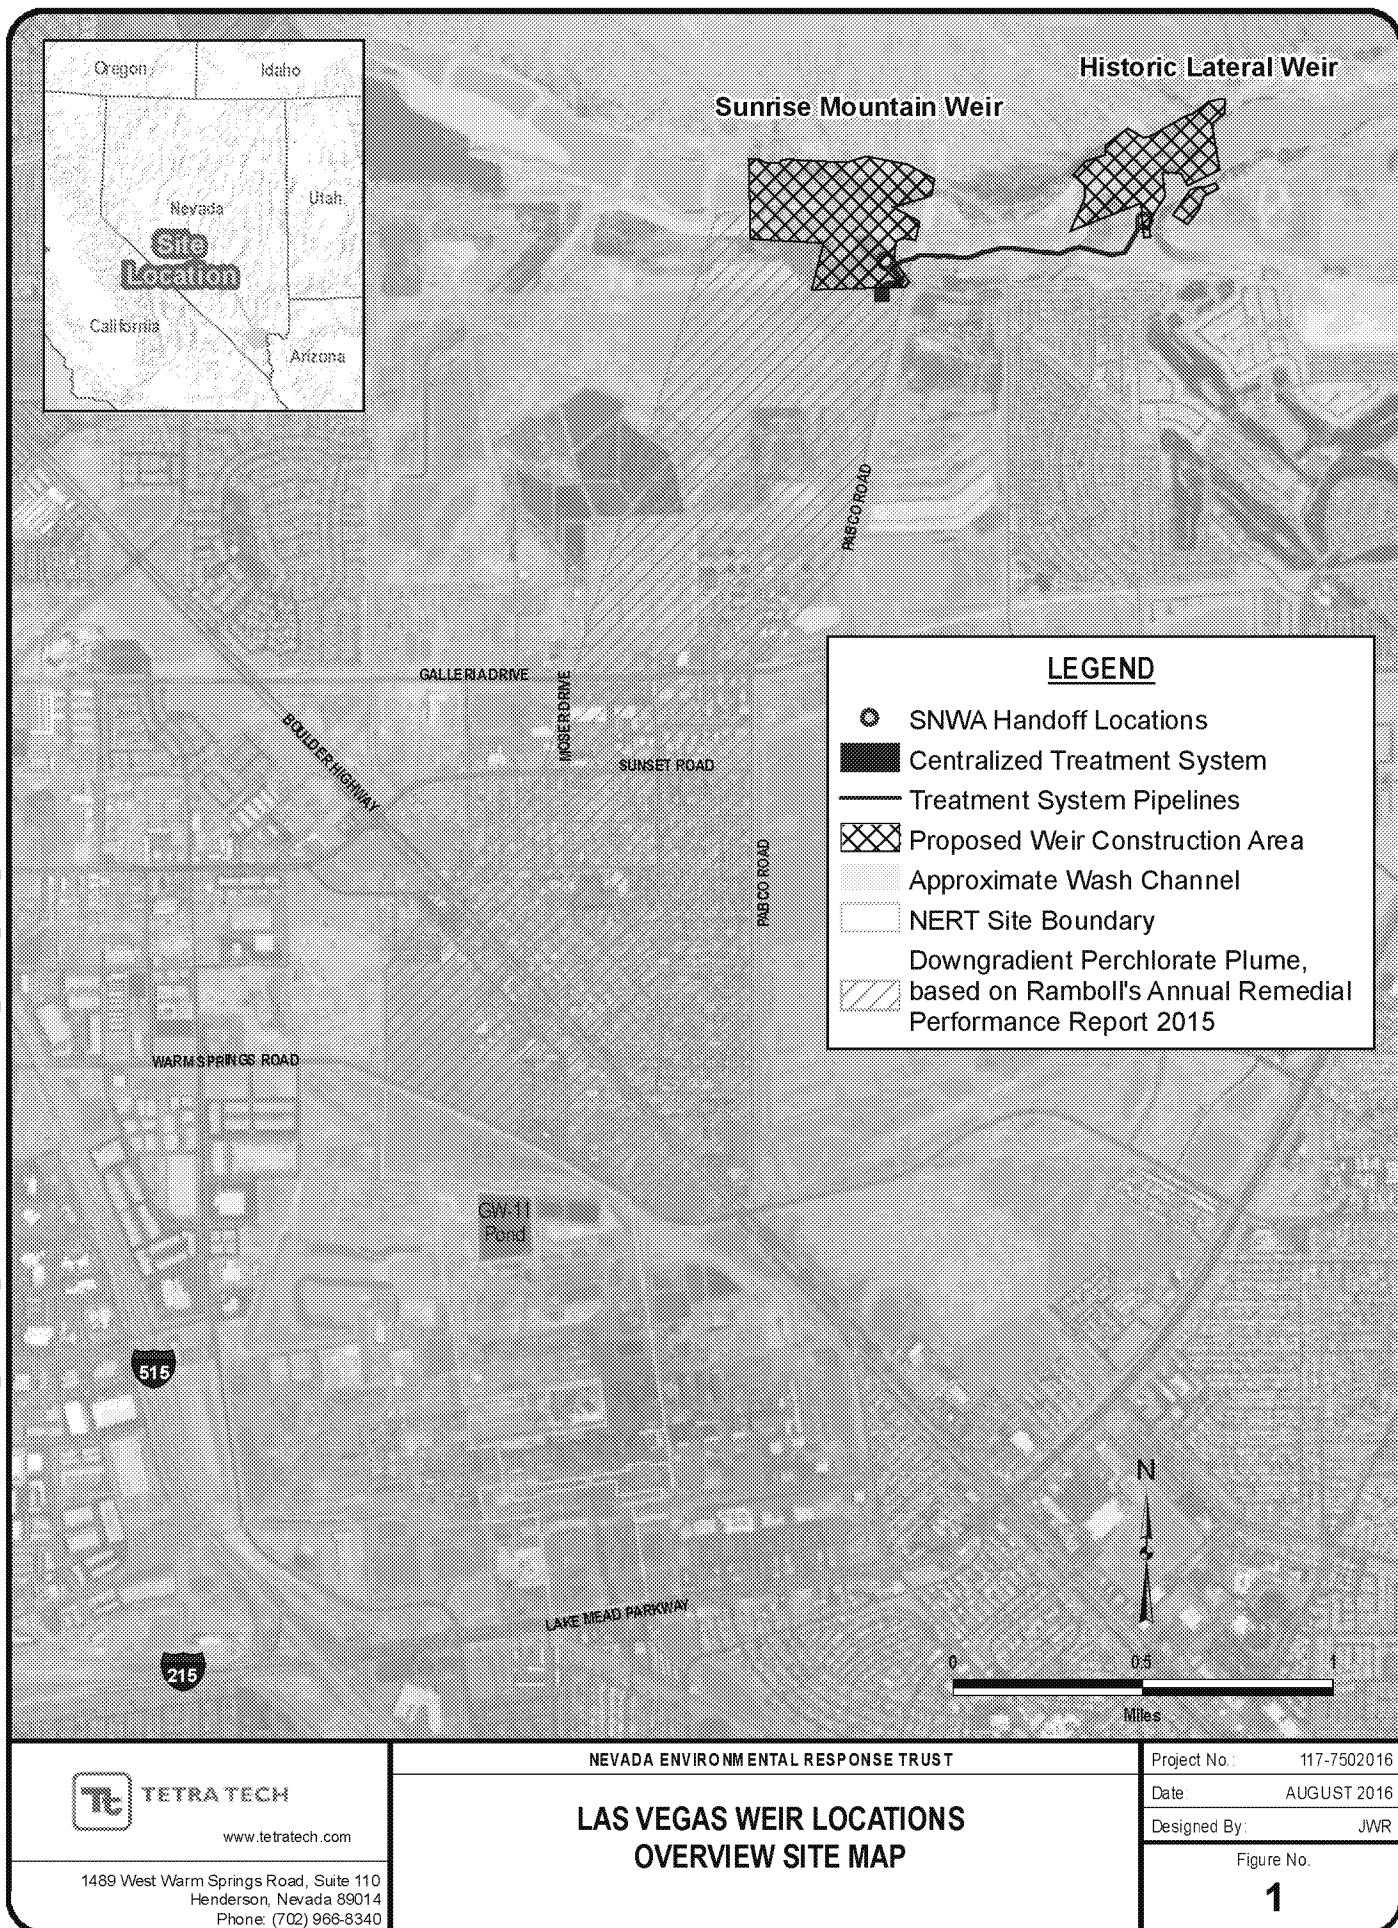 Oregon
Idaho
Nevada
Utah
Site
Location
California
Arizona
Historic Lateral Weir
Sunrise Mountain Weir
PABCO ROAD
GALLERIA DRIVE
MOSER DRIVE
BOULDER HIGHWAY
SUNSET ROAD
PABCO ROAD
WARM SPRINGS ROAD
GW-11
Pond
515
215
LAKE MEAD PARKWAY
LEGEND
SNWA Handoff Locations
Centralized Treatment System
Treatment System Pipelines
Proposed Weir Construction Area
Approximate Wash Channel
NERT Site Boundary
Downgradient Perchlorate Plume,
based on Ramboll's Annual Remedial
Performance Report 2015
N
0 0.5 1
Miles
Tt
TETRA TECH
www.tetratech.com
1489 West Warm Springs Road, Suite 110
Henderson, Nevada 89014
Phone: (702) 966-8340
NEVADA ENVIRONMENTAL RESPONSE TRUST
LAS VEGAS WEIR LOCATIONS
OVERVIEW SITE MAP
Project No.: 117-7502016
Date: AUGUST 2016
Designed By: JWR
Figure No.
1